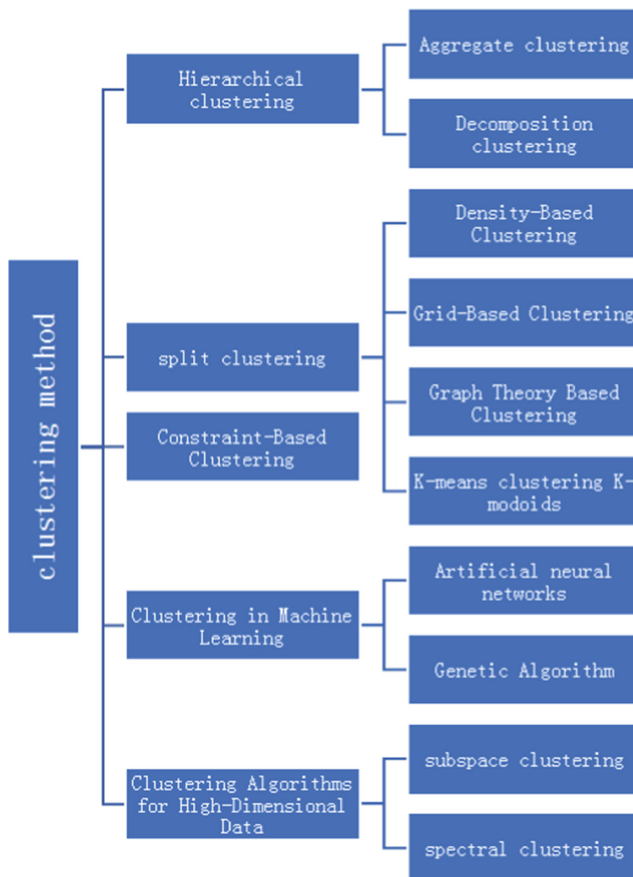 clustering method
Hierarchical
clustering
Aggregate clustering
Decomposition
clustering
split clustering
Density-Based
Clustering
Grid-Based Clustering
Graph Theory Based
Clustering
K-means clustering K-
modoids
Constraint-Based
Clustering
Clustering in Machine
Learning
Artificial neural
networks
Genetic Algorithm
Clustering Algorithms
for High-Dimensional
Data
subspace clustering
spectral clustering